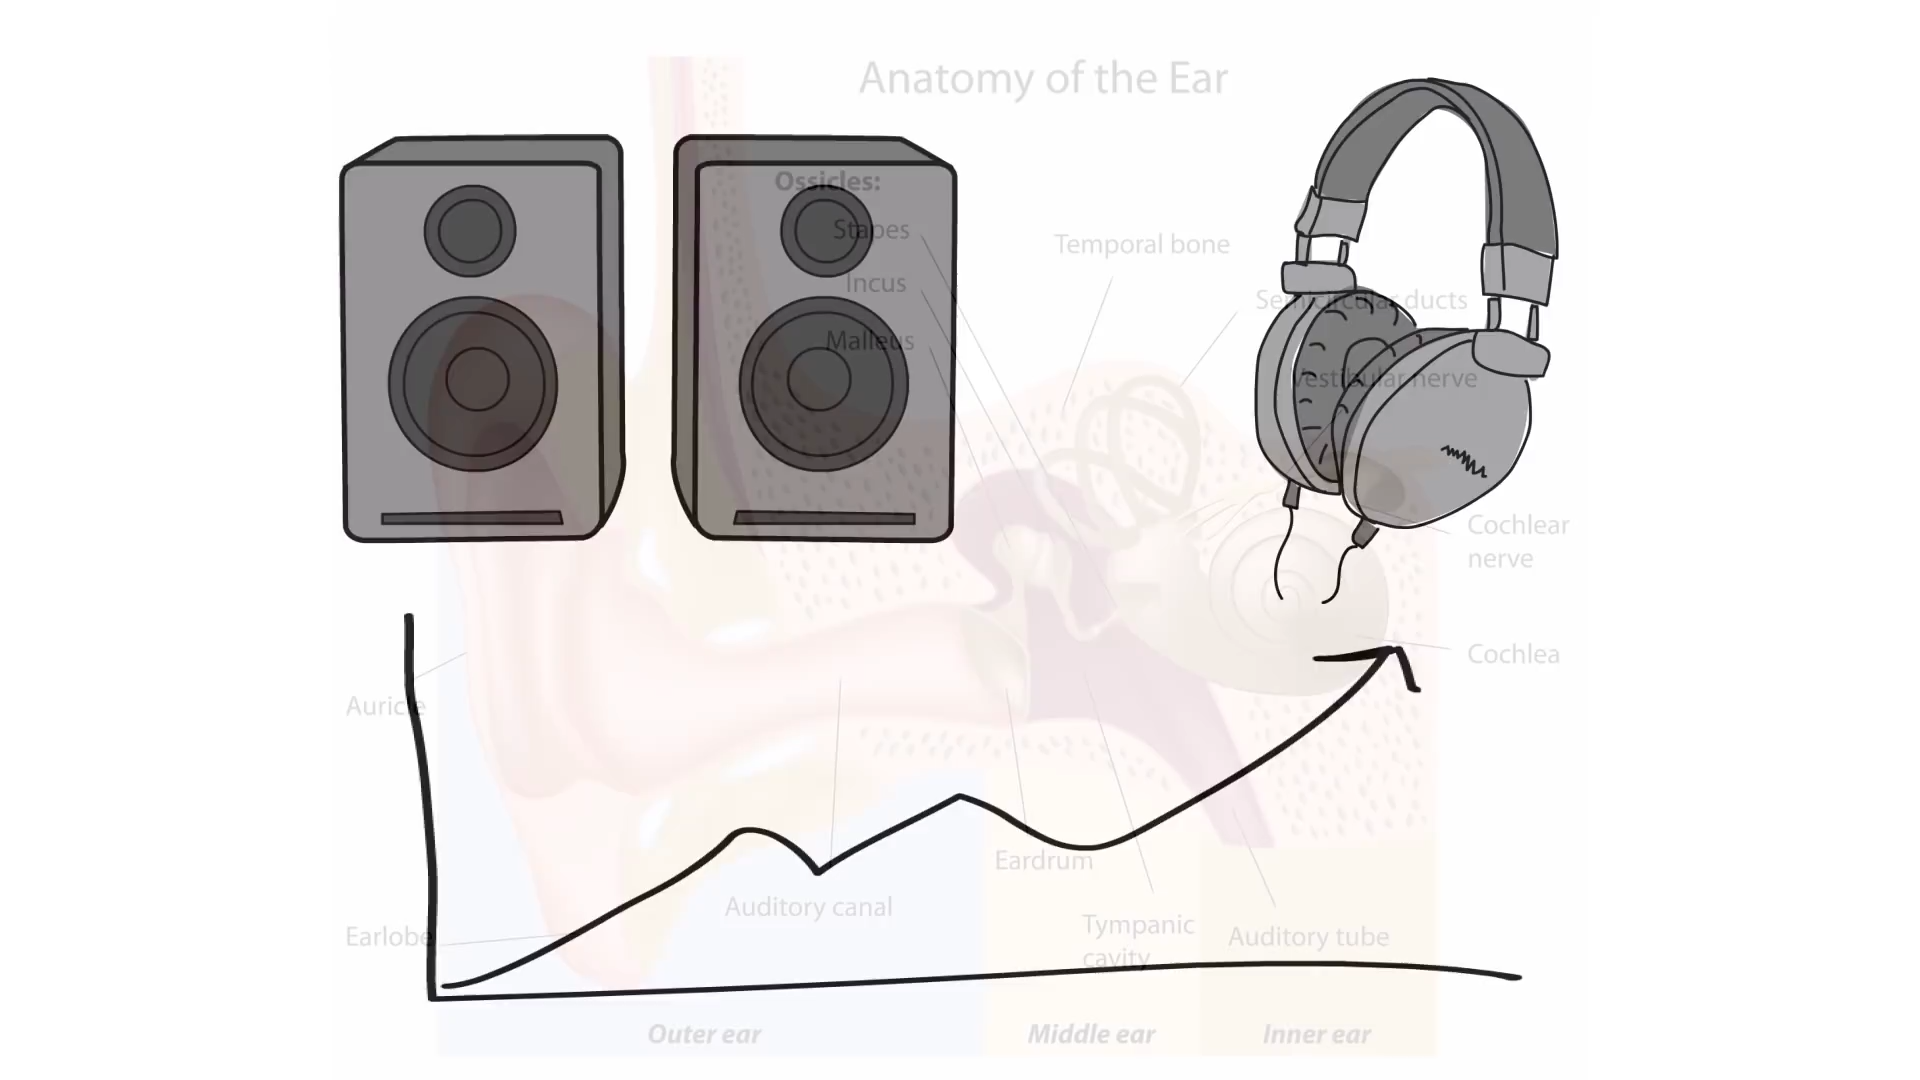 Anatomy of the Ear
Ossicles:
Stapes
Incus
Malleus
Temporal bone
Semicircular ducts
Vestibular nerve
Cochlear
nerve
Cochlea
Auricle
Earlobe
Auditory canal
Eardrum
Tympanic
cavity
Auditory tube
Outer ear
Middle ear
Inner ear